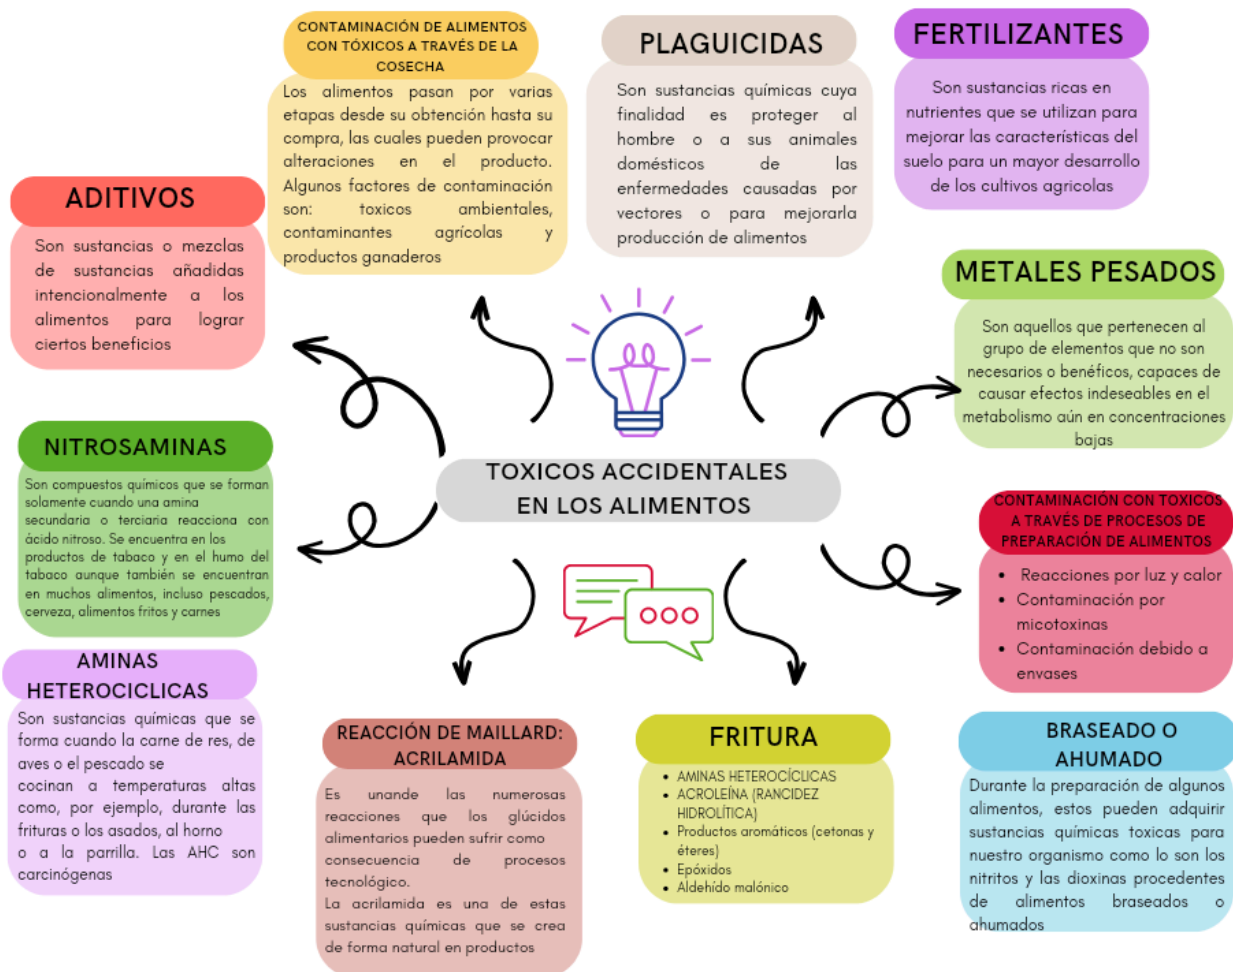 CONTAMINACIÓN DE ALIMENTOS
CON TÓXICOS A TRAVÉS DE LA
COSECHA
Los alimentos pasan por varias
etapas desde su obtención hasta su
compra, las cuales pueden provocar
alteraciones en el producto.
Algunos factores de contaminación
son: toxicos ambientales,
contaminantes agrícolas y
productos ganaderos
PLAGUICIDAS
Son sustancias químicas cuya
finalidad es proteger al
hombre o a sus animales
domésticos de las
enfermedades causadas por
vectores o para mejorarla
producción de alimentos
FERTILIZANTES
Son sustancias ricas en
nutrientes que se utilizan para
mejorar las características del
suelo para un mayor desarrollo
de los cultivos agricolas
ADITIVOS
Son sustancias o mezclas
de sustancias añadidas
intencionalmente a los
alimentos para lograr
ciertos beneficios
METALES PESADOS
Son aquellos que pertenecen al
grupo de elementos que no son
necesarios o benéficos, capaces de
causar efectos indeseables en el
metabolismo aún en concentraciones
bajas
NITROSAMINAS
Son compuestos químicos que se forman
solamente cuando una amina
secundaria o terciaria reacciona con
ácido nitroso. Se encuentra en los
productos de tabaco y en el humo del
tabaco aunque también se encuentran
en muchos alimentos, incluso pescados,
cerveza, alimentos fritos y carnes
TOXICOS ACCIDENTALES
EN LOS ALIMENTOS
CONTAMINACIÓN CON TOXICOS
A TRAVÉS DE PROCESOS DE
PREPARACIÓN DE ALIMENTOS
• Reacciones por luz y calor
• Contaminación por
micotoxinas
• Contaminación debido a
envases
AMINAS
HETEROCICLICAS
Son sustancias químicas que se
forma cuando la carne de res, de
aves o el pescado se
cocinan a temperaturas altas
como, por ejemplo, durante las
frituras o los asados, al horno
o a la parrilla. Las AHC son
carcinógenas
REACCIÓN DE MAILLARD:
ACRILAMIDA
Es unande las numerosas
reacciones que los glúcidos
alimentarios pueden sufrir como
consecuencia de procesos
tecnológico.
La acrilamida es una de estas
sustancias químicas que se crea
de forma natural en productos
FRITURA
• AMINAS HETEROCÍCLICAS
• ACROLEÍNA (RANCIDEZ
HIDROLÍTICA)
• Productos aromáticos (cetonas y
éteres)
• Epóxidos
• Aldehído malónico
BRASEADO O
AHUMADO
Durante la preparación de algunos
alimentos, estos pueden adquirir
sustancias químicas toxicas para
nuestro organismo como lo son los
nitritos y las dioxinas procedentes
de alimentos braseados o
ahumados